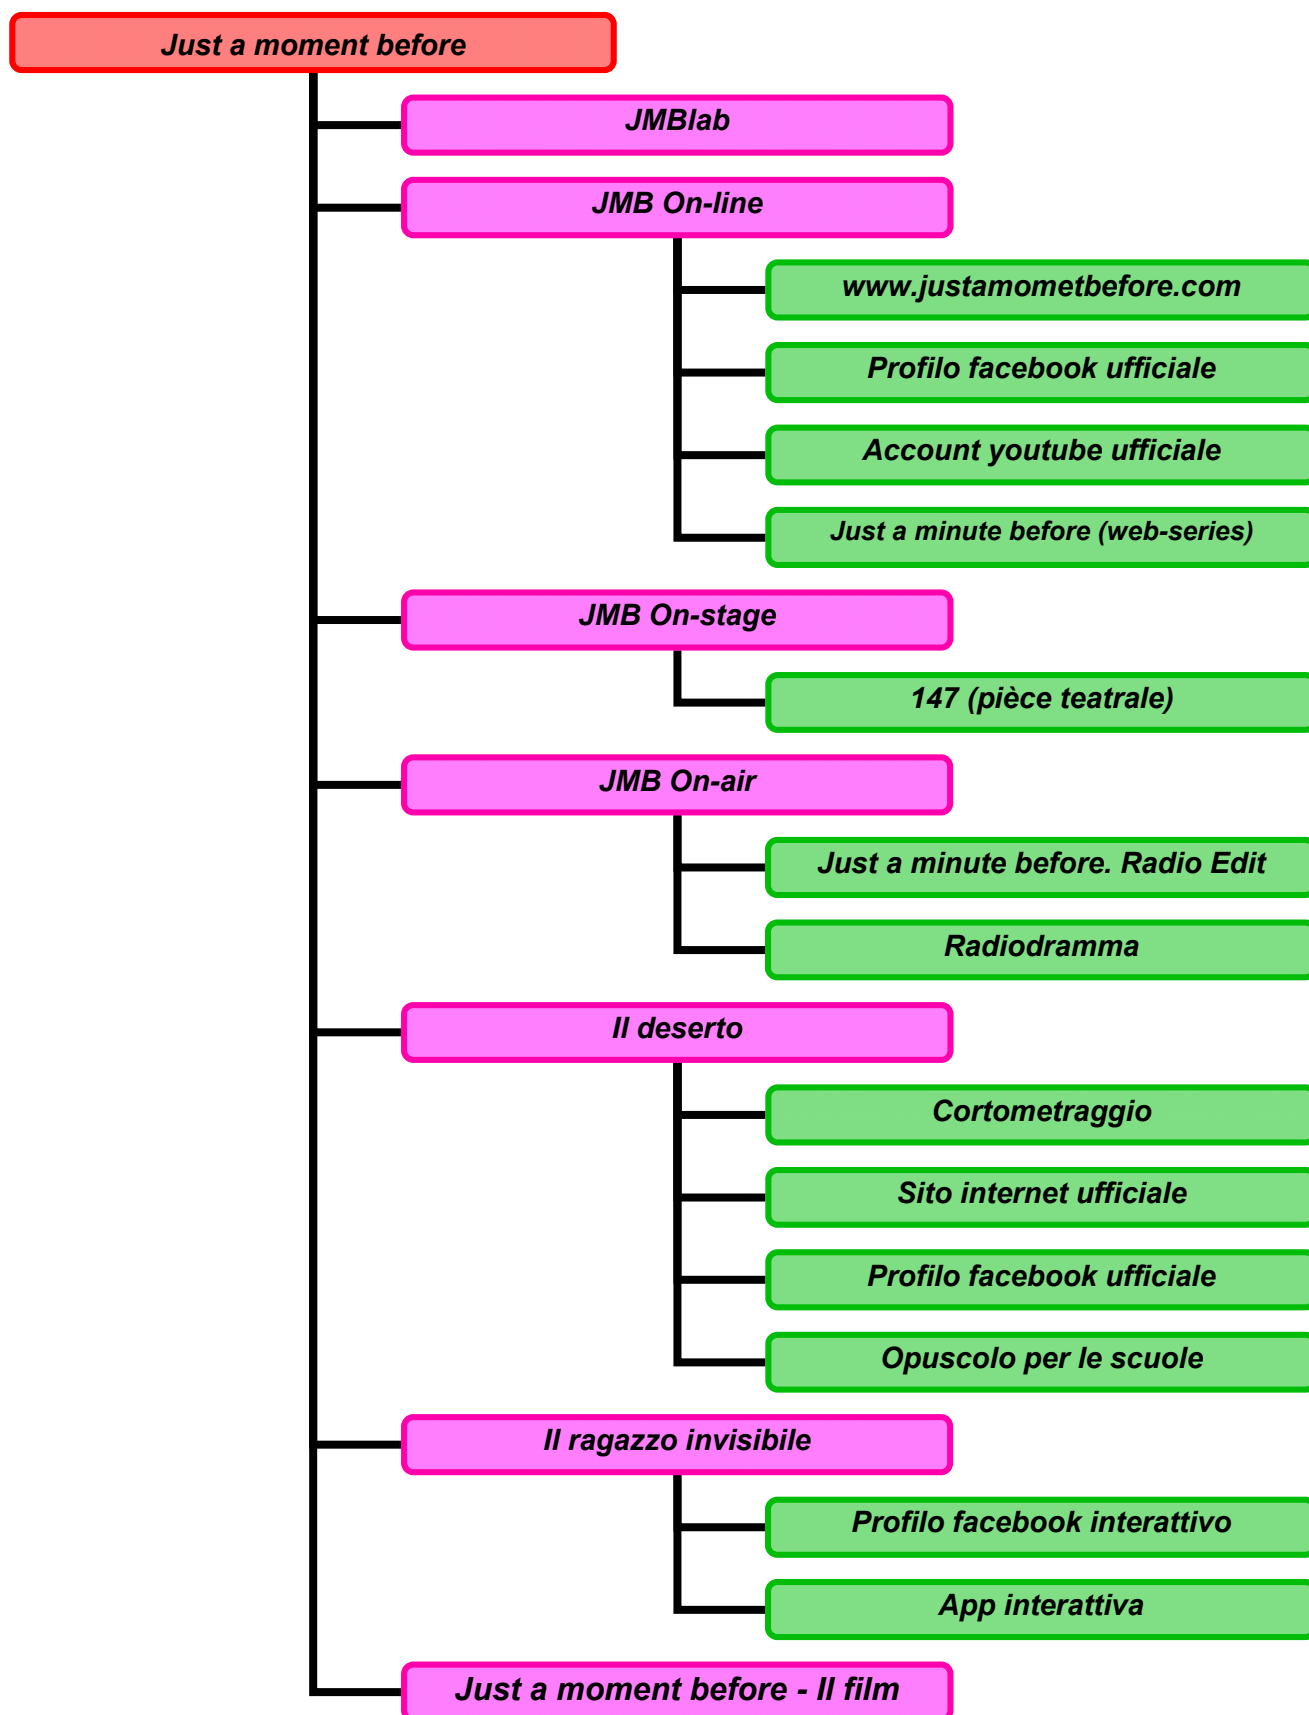 Just a moment before
JMBlab
JMB On-line
www.justamometbefore.com
Profilo facebook ufficiale
Account youtube ufficiale
Just a minute before (web-series)
JMB On-stage
147 (pièce teatrale)
JMB On-air
Just a minute before. Radio Edit
Radiodramma
Il deserto
Cortometraggio
Sito internet ufficiale
Profilo facebook ufficiale
Opuscolo per le scuole
Il ragazzo invisibile
Profilo facebook interattivo
App interattiva
Just a moment before - Il film